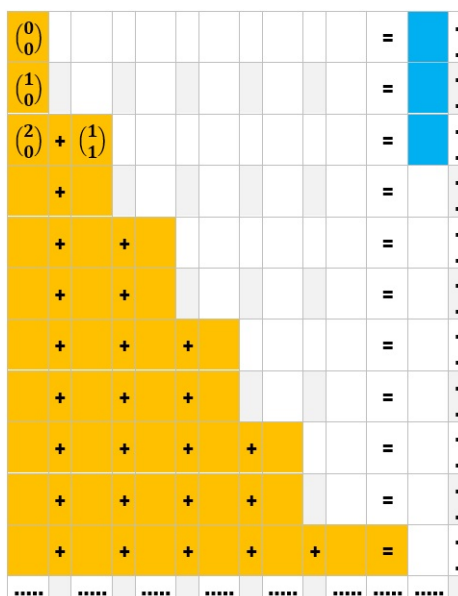 (0 0) =
(1 0) =
(2 0) + (1 1) =
+ =
+ + =
+ + =
+ + + =
+ + + =
+ + + + =
+ + + + =
+ + + + + =
..... ..... ..... ..... ..... ..... ..... .....